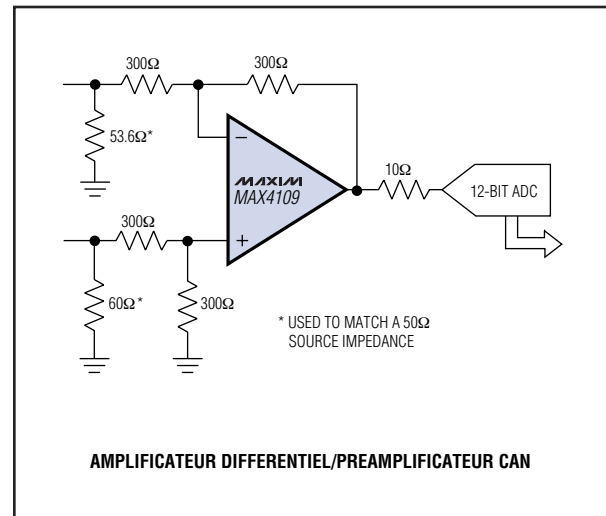 300Ω
300Ω
53.6Ω*
−
MAXIM
MAX4109
10Ω
12-BIT ADC
300Ω
+
60Ω*
300Ω
* USED TO MATCH A 50Ω
SOURCE IMPEDANCE
AMPLIFICATEUR DIFFERENTIEL/PREAMPLIFICATEUR CAN